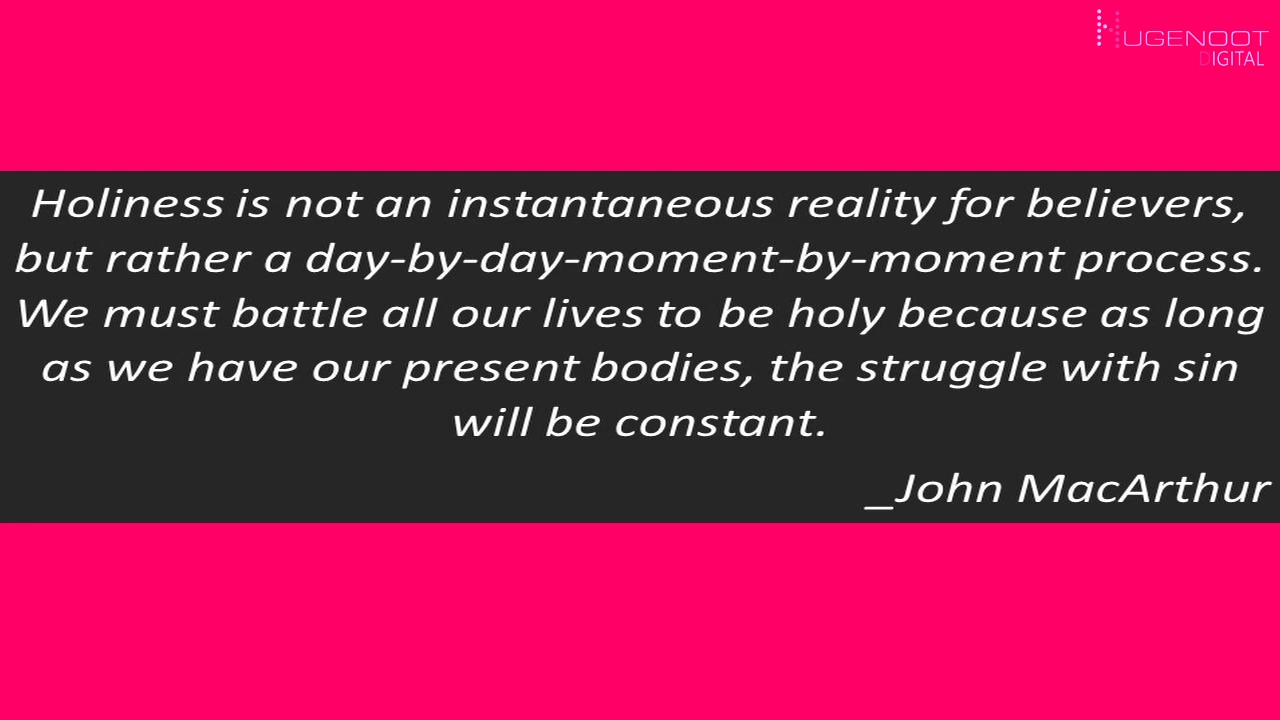 HUGENOOT
DIGITAL
Holiness is not an instantaneous reality for believers,
but rather a day-by-day-moment-by-moment process.
We must battle all our lives to be holy because as long
as we have our present bodies, the struggle with sin
will be constant.
_John MacArthur